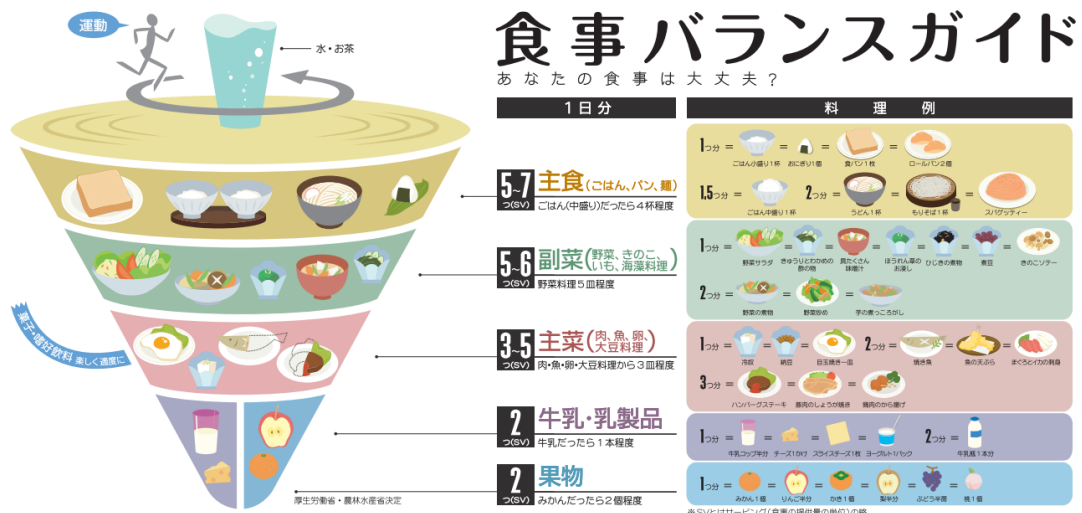 運動
水・お茶
菓子・嗜好飲料 楽しく適度に
厚生労働省・農林水産省決定
食事バランスガイド
あなたの食事は大丈夫?
1日分
料理例
5~7
つ(SV)
主食(ごはん、パン、麺)
ごはん(中盛り)だったら4杯程度
5~6
つ(SV)
副菜(野菜、きのこ、
いも、海藻料理)
野菜料理5皿程度
3~5
つ(SV)
主菜(肉、魚、卵、
大豆料理)
肉・魚・卵・大豆料理から3皿程度
2
つ(SV)
牛乳・乳製品
牛乳だったら1本程度
2
つ(SV)
果物
みかんだったら2個程度
1つ分 = = = =
ごはん小盛り1杯 おにぎり1個 食パン1枚 ロールパン2個
1.5つ分 = 2つ分 = = =
ごはん中盛り1杯 うどん1杯 もりそば1杯 スパゲッティー
1つ分 = = = = = = =
野菜サラダ きゅうりとわかめの
酢の物 具だくさん
味噌汁 ほうれん草の
お浸し ひじきの煮物 煮豆 きのこソテー
2つ分 = = =
野菜の煮物 野菜炒め 芋の煮っころがし
1つ分 = = = 2つ分 = = =
冷奴 納豆 目玉焼き一皿 焼き魚 魚の天ぷら まぐろとイカの刺身
3つ分 = = =
ハンバーグステーキ 豚肉のしょうが焼き 鶏肉のから揚げ
1つ分 = = = = 2つ分 =
牛乳コップ半分 チーズ1かけ スライスチーズ1枚 ヨーグルト1パック 牛乳瓶1本分
1つ分 = = = = = =
みかん1個 りんご半分 かき1個 梨半分 ぶどう半房 桃1個
※SVとはサービング(食事の提供量の単位)の略